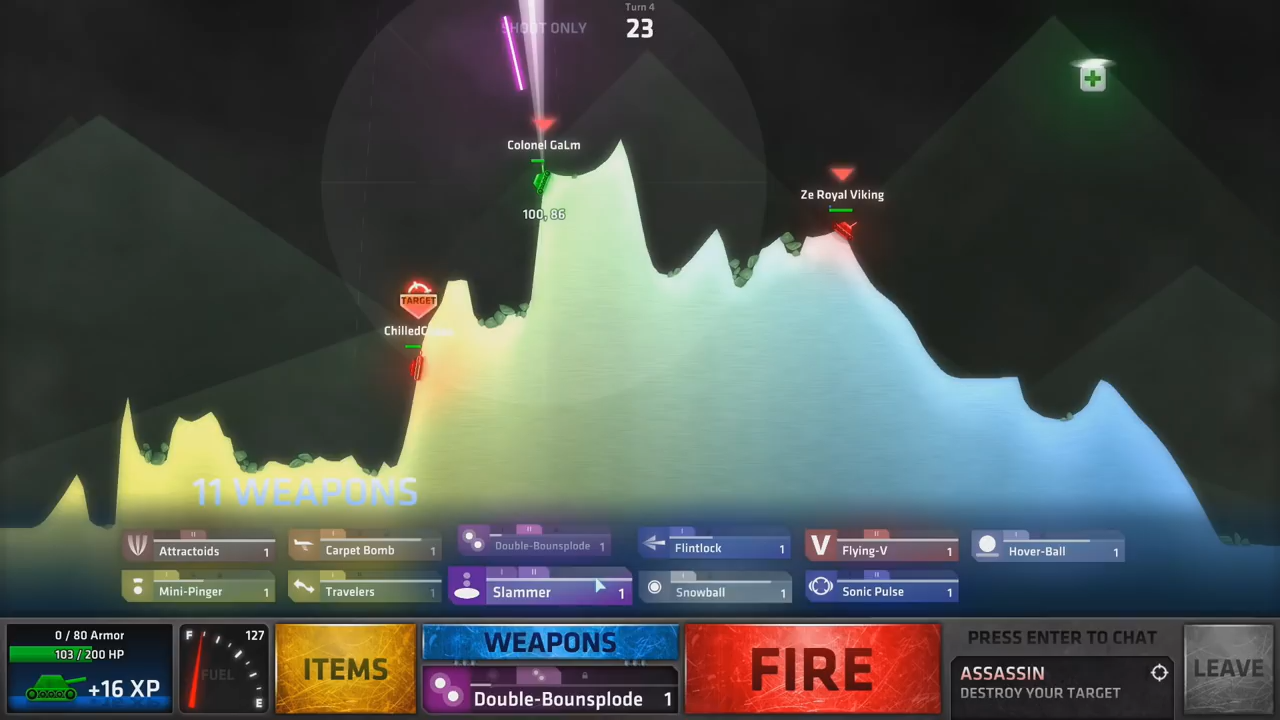 Turn 4
SHOOT ONLY
23
Colonel GaLm
Ze Royal Viking
100, 86
TARGET
11 WEAPONS
Attractoids 1
Carpet Bomb 1
Double-Bounsplode 1
Flintlock 1
Flying-V 1
Hover-Ball 1
Mini-Pinger 1
Travelers 1
Slammer 1
Snowball 1
Sonic Pulse 1
0 / 80 Armor
103 / 200 HP
+16 XP
F
127
FUEL
E
ITEMS
WEAPONS
Double-Bounsplode 1
FIRE
PRESS ENTER TO CHAT
ASSASSIN
DESTROY YOUR TARGET
LEAVE